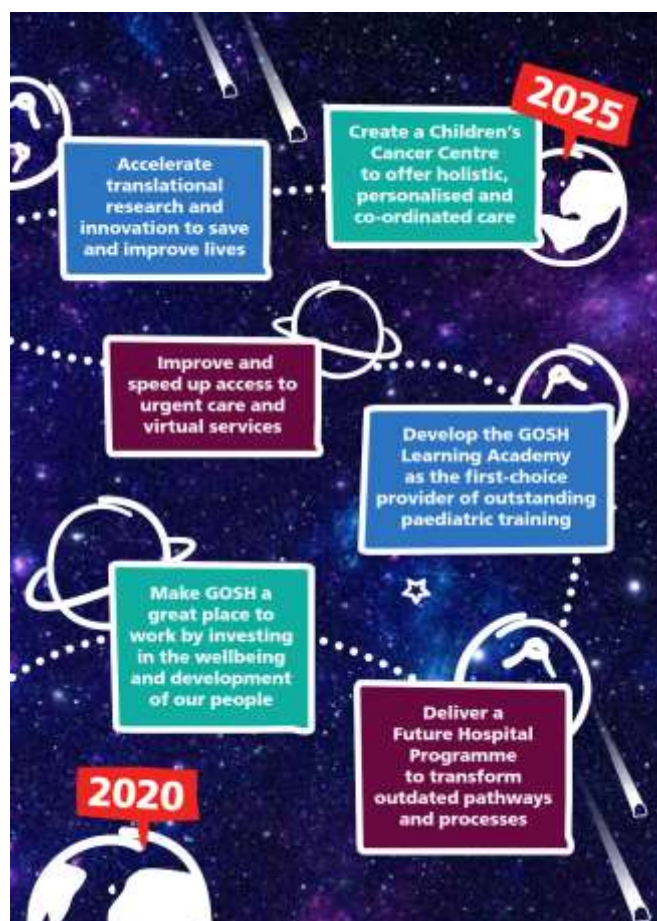 2025
Create a Children's
Cancer Centre
to offer holistic,
personalised and
co-ordinated care
Accelerate
translational
research and
innovation to save
and improve lives
Improve and
speed up access to
urgent care and
virtual services
Develop the GOSH
Learning Academy
as the first-choice
provider of outstanding
paediatric training
Make GOSH a
great place to
work by investing
in the wellbeing
and development
of our people
Deliver a
Future Hospital
Programme
to transform
outdated pathways
and processes
2020